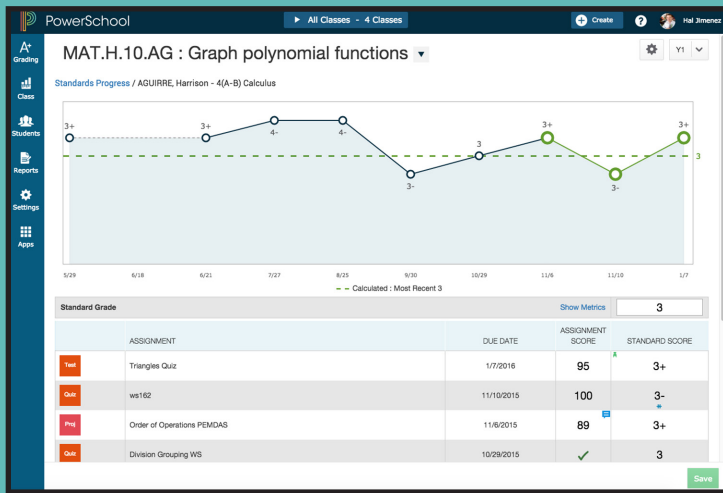 PowerSchool
All Classes - 4 Classes
Create
?
Hal Jimenez
A+
Grading
Class
Students
Reports
Settings
Apps
MAT.H.10.AG : Graph polynomial functions
Y1
Standards Progress / AGUIRRE, Harrison - 4(A-B) Calculus
3+
3+
4-
4-
3-
3
3+
3-
3+
3
5/29 6/18 6/21 7/27 8/25 9/30 10/29 11/6 11/10 1/7
Calculated : Most Recent 3
Standard Grade Show Metrics 3
ASSIGNMENT DUE DATE ASSIGNMENT SCORE STANDARD SCORE
Test Triangles Quiz 1/7/2016 95 3+
Quiz ws162 11/10/2015 100 3-
Proj Order of Operations PEMDAS 11/6/2015 89 3+
Quiz Division Grouping WS 10/29/2015 ✓ 3
Save